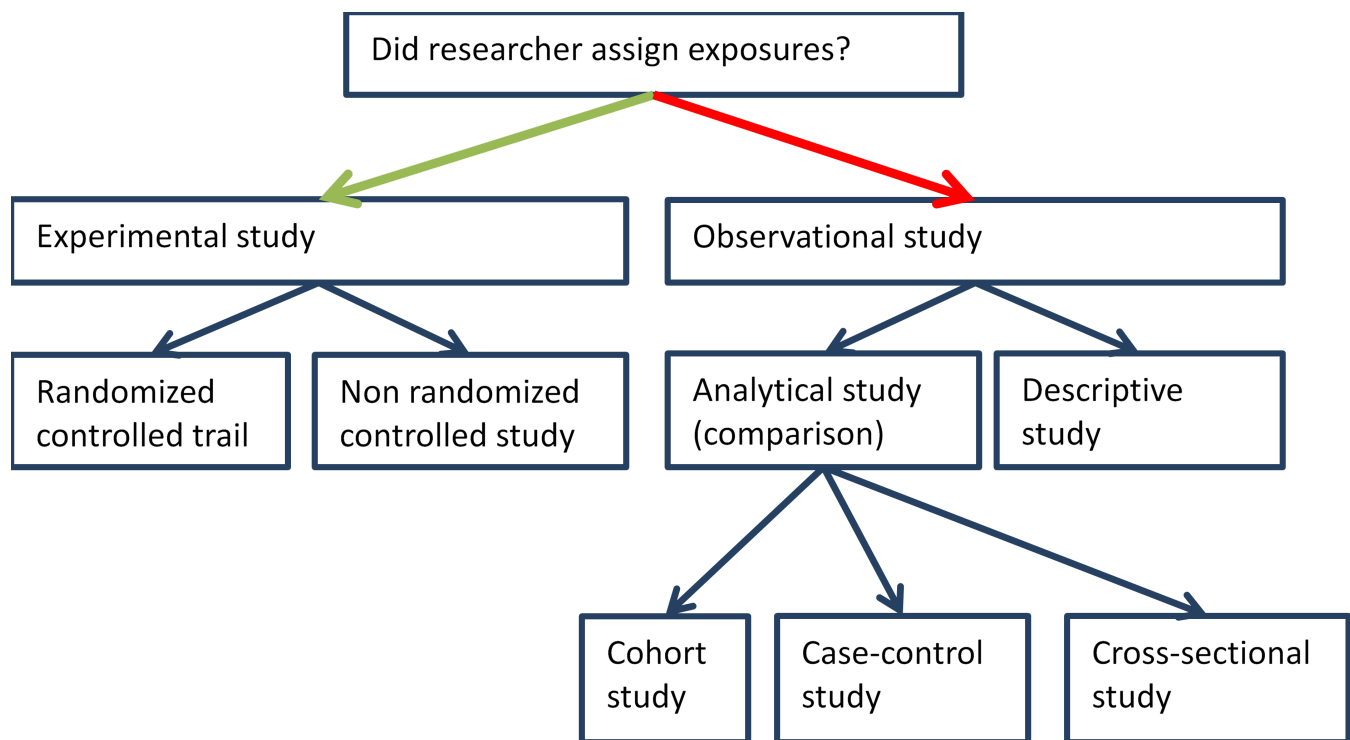 Did researcher assign exposures?
Experimental study
Observational study
Randomized
controlled trail
Non randomized
controlled study
Analytical study
(comparison)
Descriptive
study
Cohort
study
Case-control
study
Cross-sectional
study